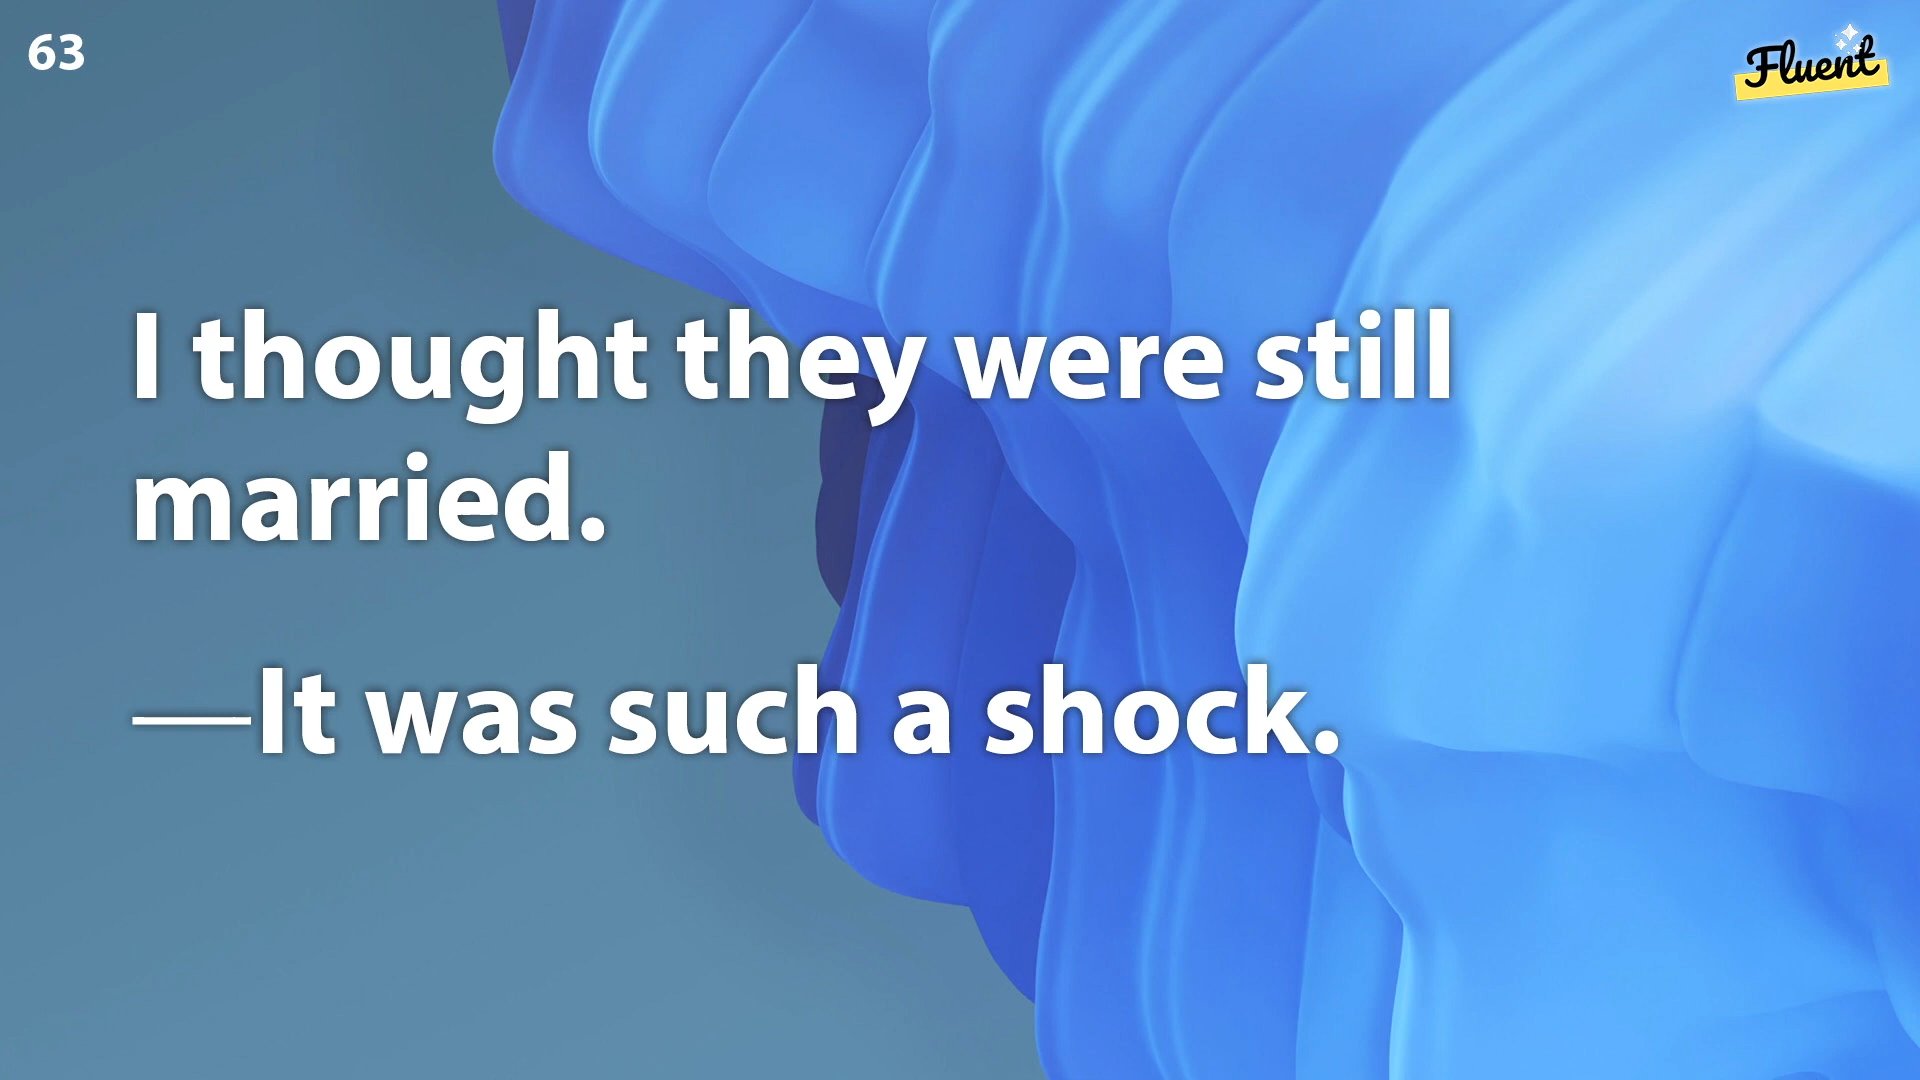 63
Fluent
I thought they were still
married.
—It was such a shock.